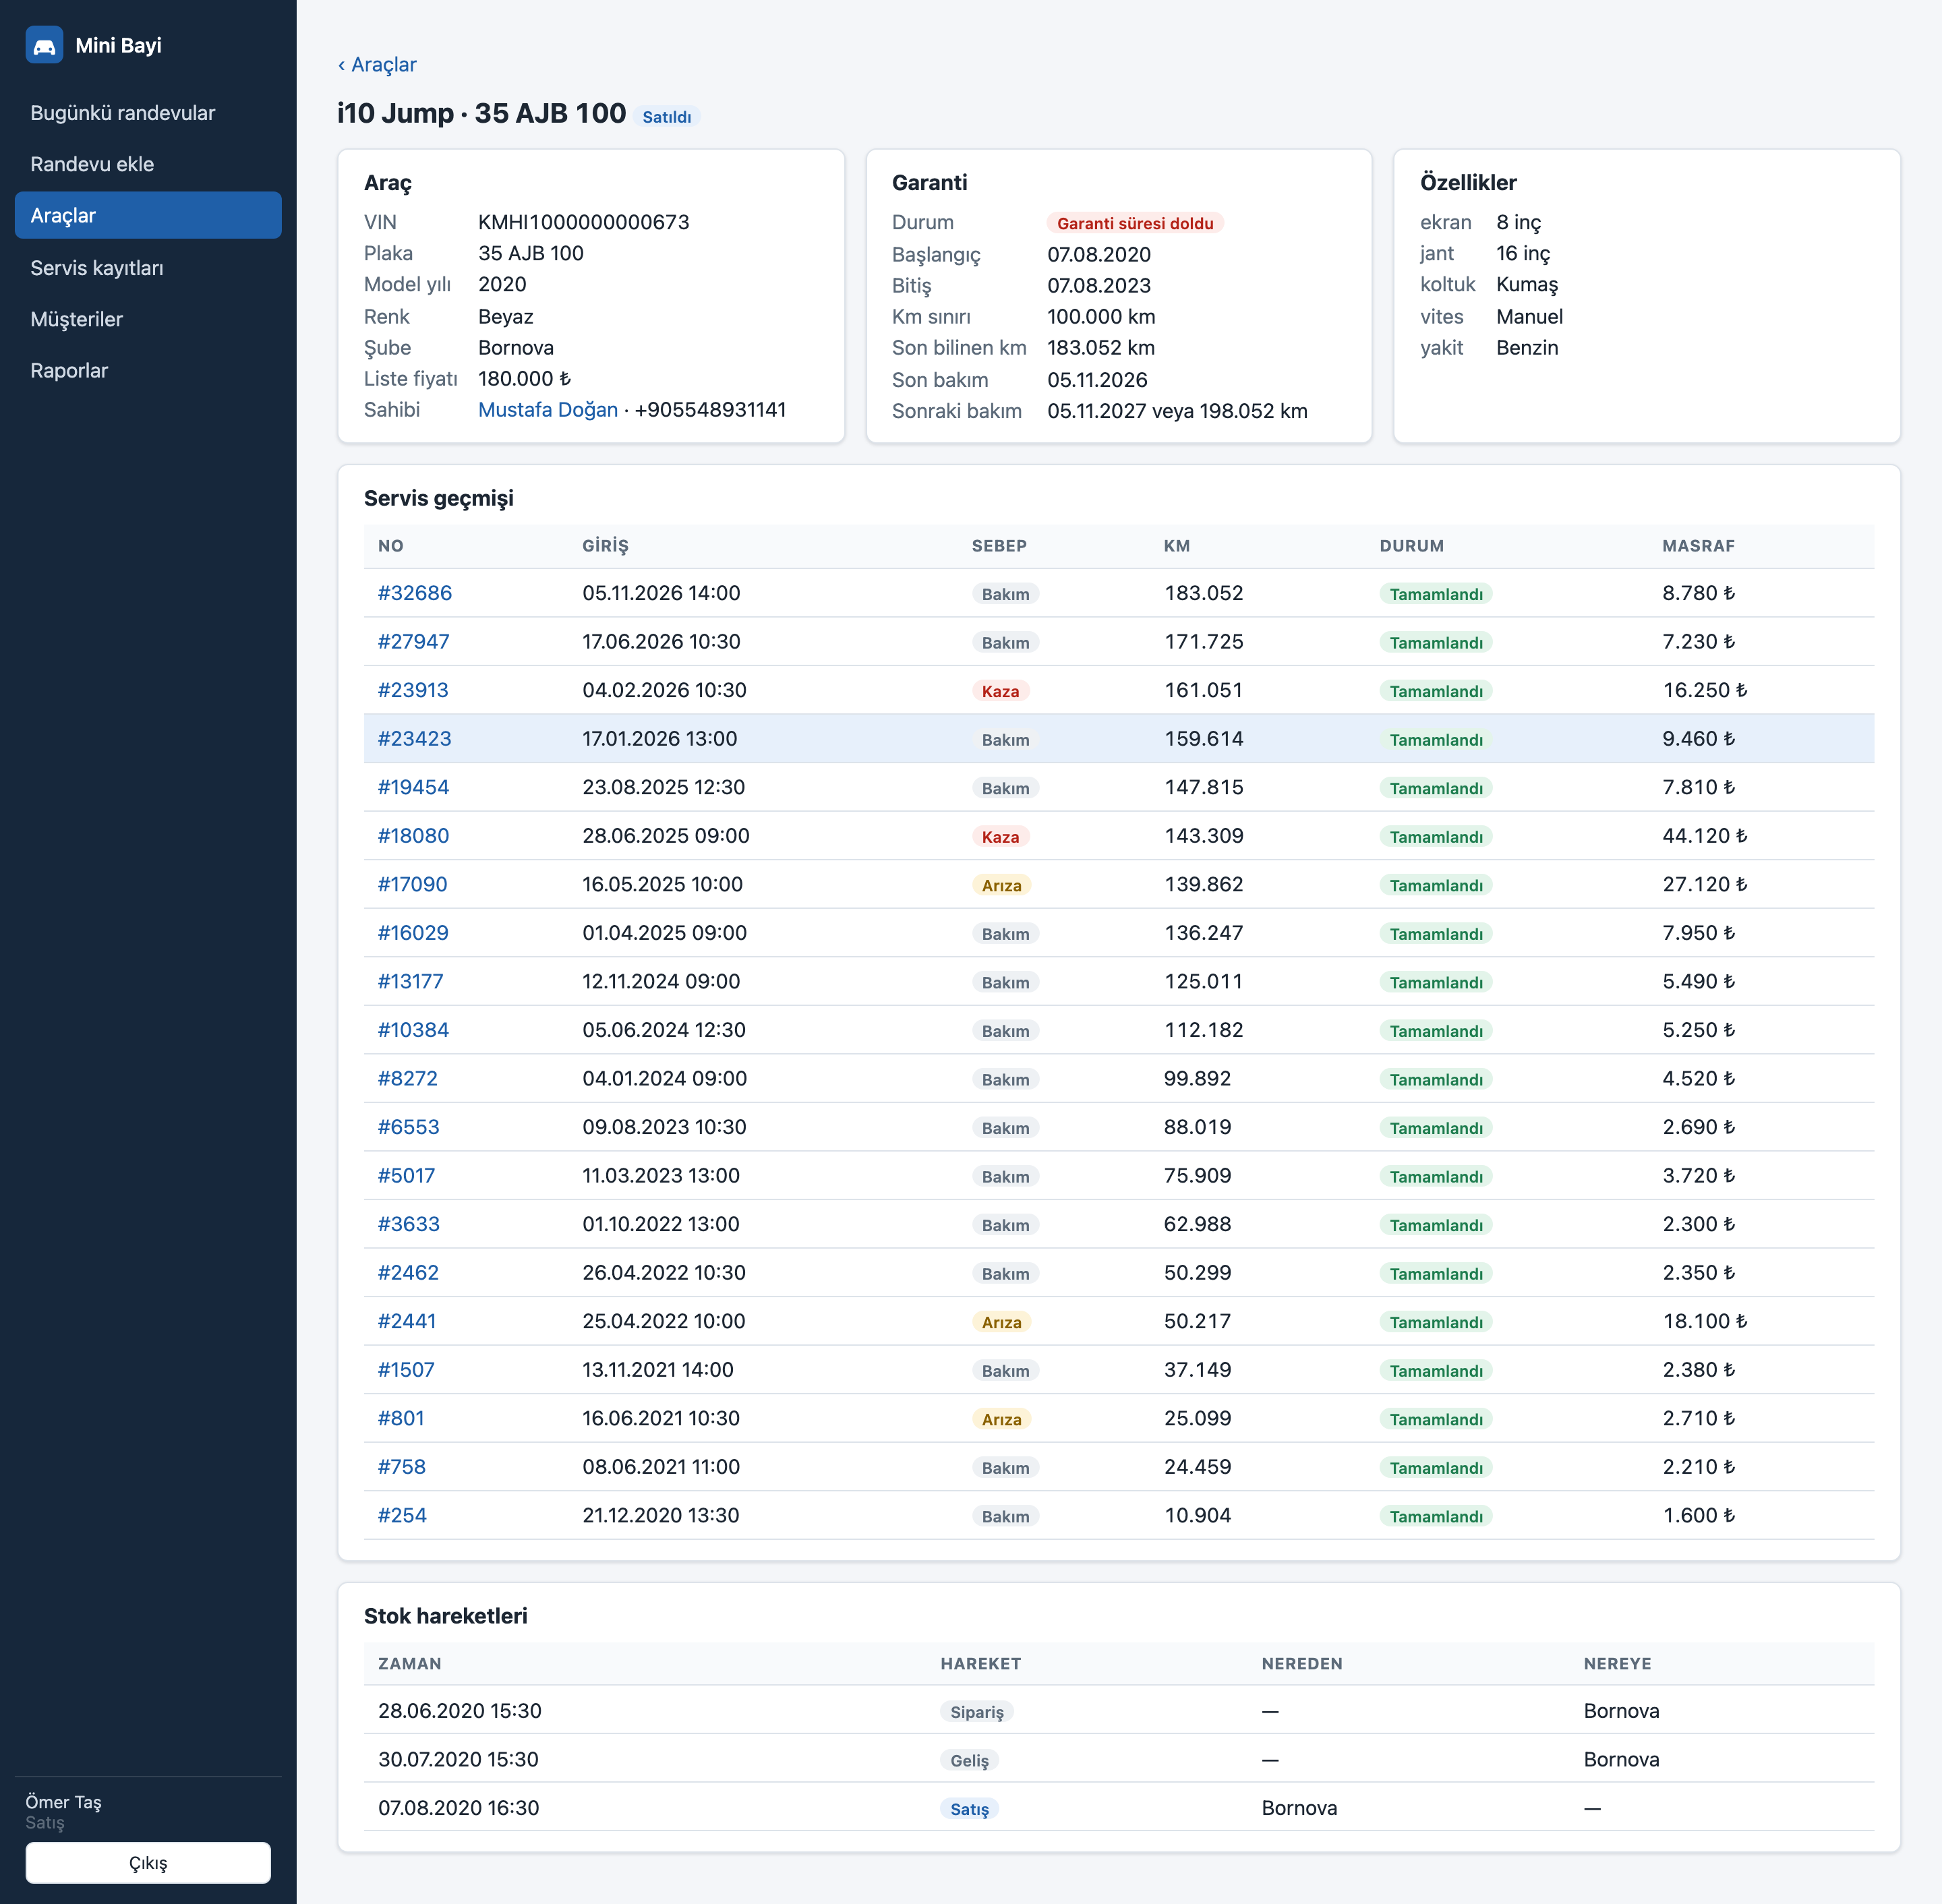 Mini Bayi
Bugünkü randevular
Randevu ekle
Araçlar
Servis kayıtları
Müşteriler
Raporlar
Ömer Taş
Satış
Çıkış
‹ Araçlar
i10 Jump · 35 AJB 100 Satıldı
Araç
VIN KMHI1000000000673
Plaka 35 AJB 100
Model yılı 2020
Renk Beyaz
Şube Bornova
Liste fiyatı 180.000 ₺
Sahibi Mustafa Doğan · +905548931141
Garanti
Durum Garanti süresi doldu
Başlangıç 07.08.2020
Bitiş 07.08.2023
Km sınırı 100.000 km
Son bilinen km 183.052 km
Son bakım 05.11.2026
Sonraki bakım 05.11.2027 veya 198.052 km
Özellikler
ekran 8 inç
jant 16 inç
koltuk Kumaş
vites Manuel
yakit Benzin
Servis geçmişi
NO GİRİŞ SEBEP KM DURUM MASRAF
#32686 05.11.2026 14:00 Bakım 183.052 Tamamlandı 8.780 ₺
#27947 17.06.2026 10:30 Bakım 171.725 Tamamlandı 7.230 ₺
#23913 04.02.2026 10:30 Kaza 161.051 Tamamlandı 16.250 ₺
#23423 17.01.2026 13:00 Bakım 159.614 Tamamlandı 9.460 ₺
#19454 23.08.2025 12:30 Bakım 147.815 Tamamlandı 7.810 ₺
#18080 28.06.2025 09:00 Kaza 143.309 Tamamlandı 44.120 ₺
#17090 16.05.2025 10:00 Arıza 139.862 Tamamlandı 27.120 ₺
#16029 01.04.2025 09:00 Bakım 136.247 Tamamlandı 7.950 ₺
#13177 12.11.2024 09:00 Bakım 125.011 Tamamlandı 5.490 ₺
#10384 05.06.2024 12:30 Bakım 112.182 Tamamlandı 5.250 ₺
#8272 04.01.2024 09:00 Bakım 99.892 Tamamlandı 4.520 ₺
#6553 09.08.2023 10:30 Bakım 88.019 Tamamlandı 2.690 ₺
#5017 11.03.2023 13:00 Bakım 75.909 Tamamlandı 3.720 ₺
#3633 01.10.2022 13:00 Bakım 62.988 Tamamlandı 2.300 ₺
#2462 26.04.2022 10:30 Bakım 50.299 Tamamlandı 2.350 ₺
#2441 25.04.2022 10:00 Arıza 50.217 Tamamlandı 18.100 ₺
#1507 13.11.2021 14:00 Bakım 37.149 Tamamlandı 2.380 ₺
#801 16.06.2021 10:30 Arıza 25.099 Tamamlandı 2.710 ₺
#758 08.06.2021 11:00 Bakım 24.459 Tamamlandı 2.210 ₺
#254 21.12.2020 13:30 Bakım 10.904 Tamamlandı 1.600 ₺
Stok hareketleri
ZAMAN HAREKET NEREDEN NEREYE
28.06.2020 15:30 Sipariş — Bornova
30.07.2020 15:30 Geliş — Bornova
07.08.2020 16:30 Satış Bornova —